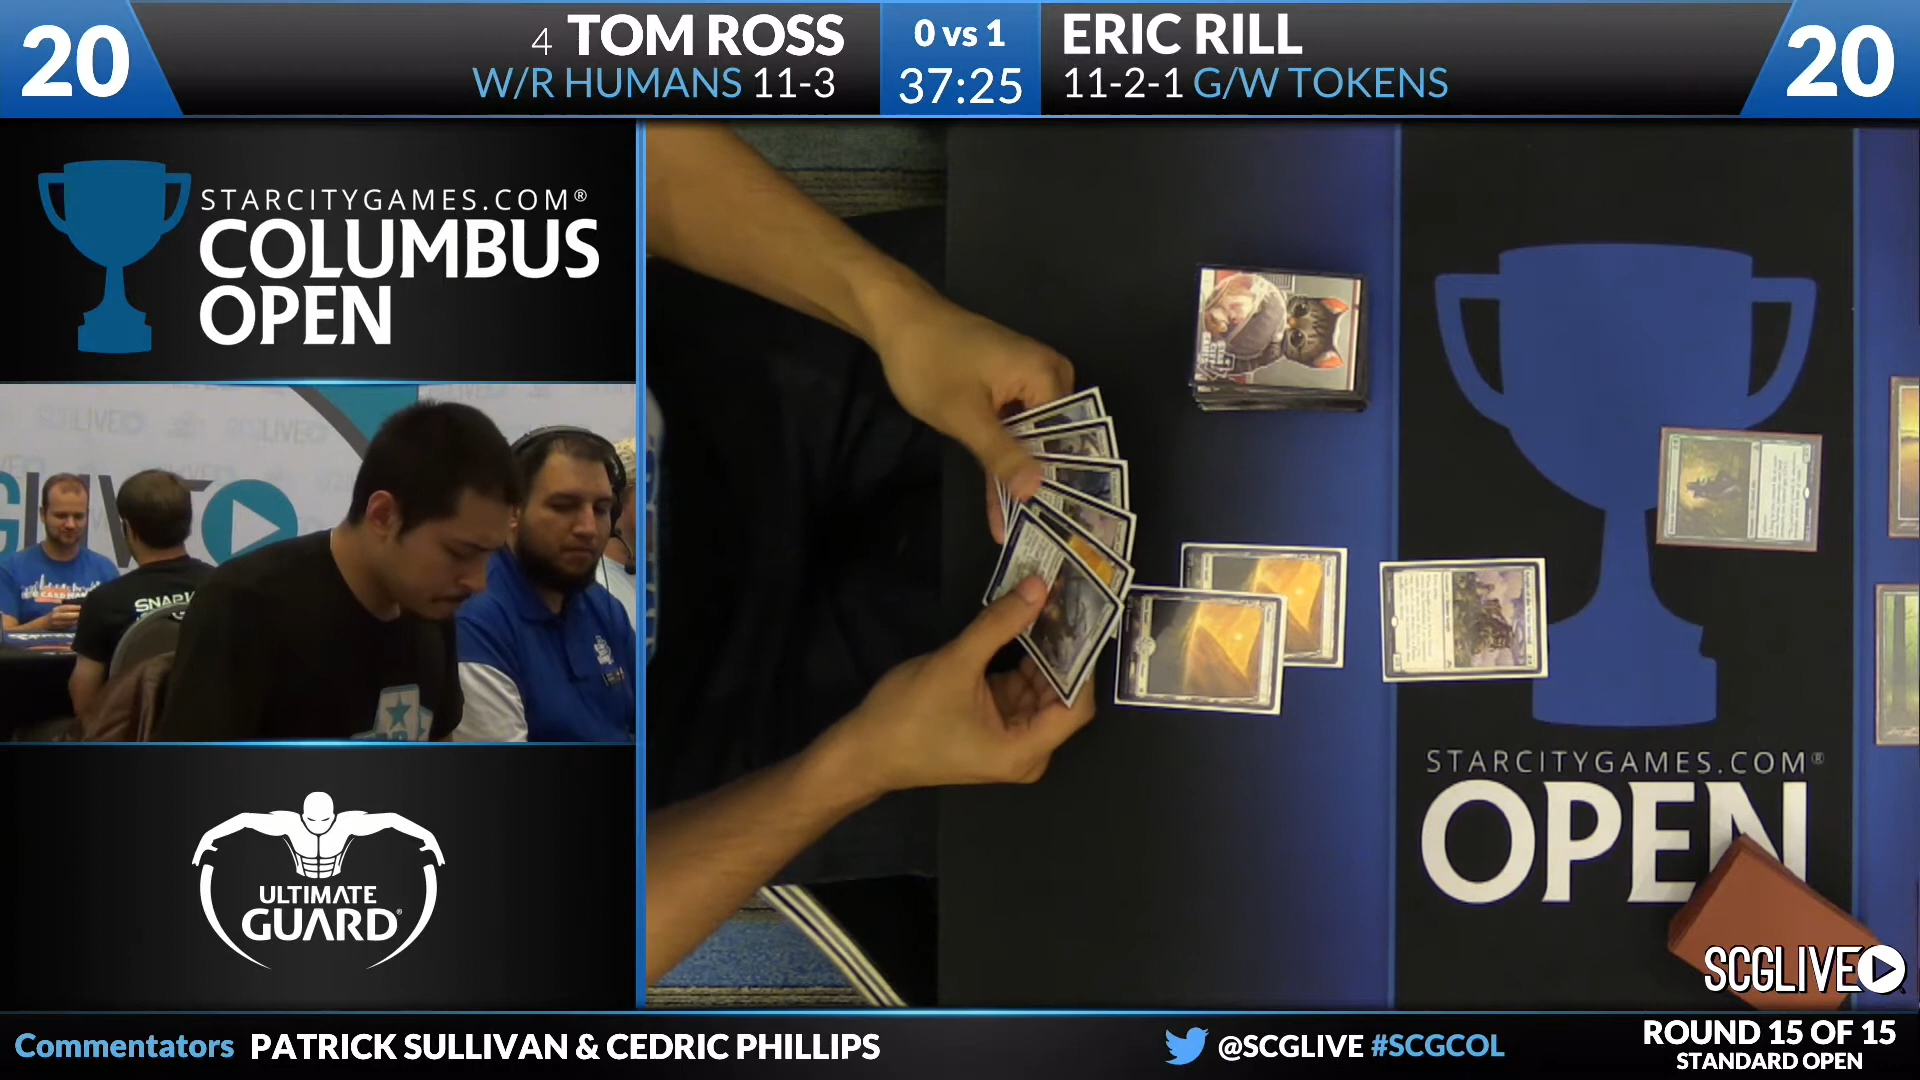 20
4 TOM ROSS
W/R HUMANS 11-3
0 vs 1
37:25
ERIC RILL
11-2-1 G/W TOKENS
20
STARCITYGAMES.COM®
COLUMBUS
OPEN
SCGLIVE
ULTIMATE
GUARD®
STARCITYGAMES.COM®
OPEN
SCGLIVE
Commentators PATRICK SULLIVAN & CEDRIC PHILLIPS
@SCGLIVE #SCGCOL
ROUND 15 OF 15
STANDARD OPEN